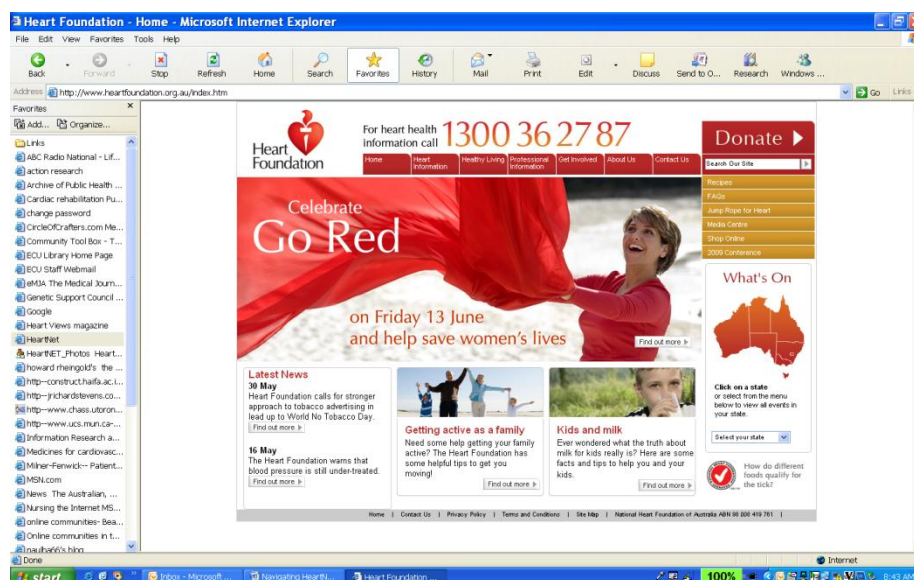 Heart Foundation - Home - Microsoft Internet Explorer
File Edit View Favorites Tools Help
Back Forward Stop Refresh Home Search Favorites History Mail Print Edit Discuss Send to O... Research Windows ...
Address http://www.heartfoundation.org.au/index.htm Go Links
Favorites
Add... Organize...
Links
ABC Radio National - Lif...
action research
Archive of Public Health ...
Cardiac rehabilitation Pu...
change password
CircleOfCrafters.com Me...
Community Tool Box - T...
ECU Library Home Page
ECU Staff Webmail
eMJA The Medical Journ...
Genetic Support Council ...
Google
Heart Views magazine
HeartNet
HeartNET_Photos Heart...
howard rheingold's the ...
http--construct.haifa.ac.i...
http--jrichardstevens.co...
http--www.chass.utoron...
http--www.ucs.mun.ca-...
Information Research a...
Medicines for cardiovasc...
Milner-Fenwick-- Patient...
MSN.com
News The Australian, ...
Nursing the Internet MS...
online communities- Bea...
Online communities in t...
paulba66's blog
Heart
Foundation
For heart health
information call 1300 36 27 87
Home
Heart Information
Healthy Living
Professional Information
Get Involved
About Us
Contact Us
Donate
Search Our Site
Recipes
FAQs
Jump Rope for Heart
Media Centre
Shop Online
2009 Conference
Celebrate
Go Red
on Friday 13 June
and help save women's lives
Find out more
What's On
Click on a state
or select from the menu
below to view all events in
your state.
Select your state
How do different
foods qualify for
the tick?
Latest News
30 May
Heart Foundation calls for stronger
approach to tobacco advertising in
lead up to World No Tobacco Day.
Find out more
16 May
The Heart Foundation warns that
blood pressure is still under-treated.
Find out more
Getting active as a family
Need some help getting your family
active? The Heart Foundation has
some helpful tips to get you
moving!
Find out more
Kids and milk
Ever wondered what the truth about
milk for kids really is? Here are some
facts and tips to help you and your
kids.
Find out more
Home | Contact Us | Privacy Policy | Terms and Conditions | Site Map | National Heart Foundation of Australia ABN 98 008 419 761 |
Done Internet
start Inbox - Microsoft ... Navigating HeartN... Heart Foundation ... 100% 8:43 AM